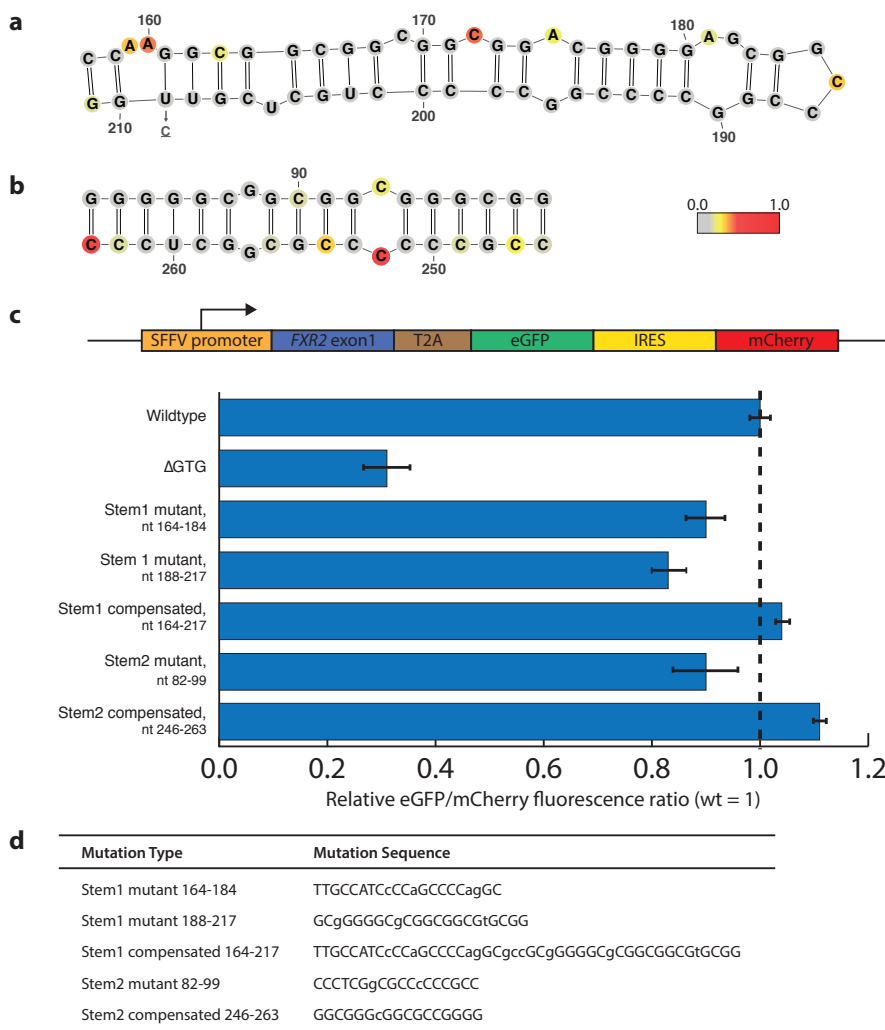 a
160
170
180
C C A A G G C G G C G G C G G C G G A C G G G G A G C G G C
G G G U U G C U C G U C C C C G G C C C C G G C C
210
C
200
190
b
90
G G G G G C G G C G G C G G G C G G
C C C U C G G C G C C C C C C G C C
260
250
0.0 1.0
c
SFFV promoter FXR2 exon1 T2A eGFP IRES mCherry
Wildtype
ΔGTG
Stem1 mutant,
nt 164-184
Stem 1 mutant,
nt 188-217
Stem1 compensated,
nt 164-217
Stem2 mutant,
nt 82-99
Stem2 compensated,
nt 246-263
0.0 0.2 0.4 0.6 0.8 1.0 1.2
Relative eGFP/mCherry fluorescence ratio (wt = 1)
d
Mutation Type Mutation Sequence
Stem1 mutant 164-184 TTGCCATCcCCaGCCCCagGC
Stem1 mutant 188-217 GCgGGGGCgCGGCGGCGtGCGG
Stem1 compensated 164-217 TTGCCATCcCCaGCCCCagGCgccGCgGGGGCgCGGCGGCGtGCGG
Stem2 mutant 82-99 CCCTCGgCGCCcCCCGCC
Stem2 compensated 246-263 GGCGGGcGGCGCCGGGG